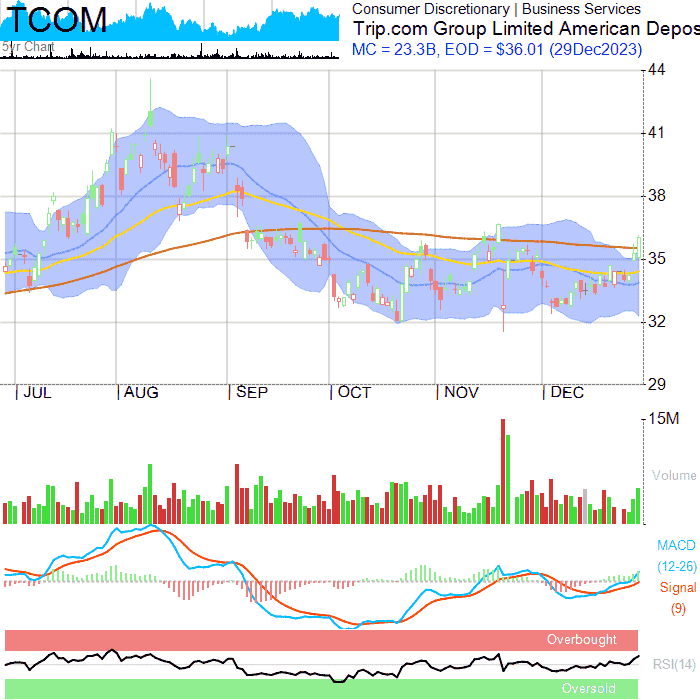 TCOM
5yr Chart
Consumer Discretionary | Business Services
Trip.com Group Limited American Depos
MC = 23.3B, EOD = $36.01 (29Dec2023)
44
41
38
35
32
29
| JUL | AUG | SEP | OCT | NOV | DEC
15M
Volume
MACD
(12-26)
Signal
(9)
Overbought
RSI(14)
Oversold